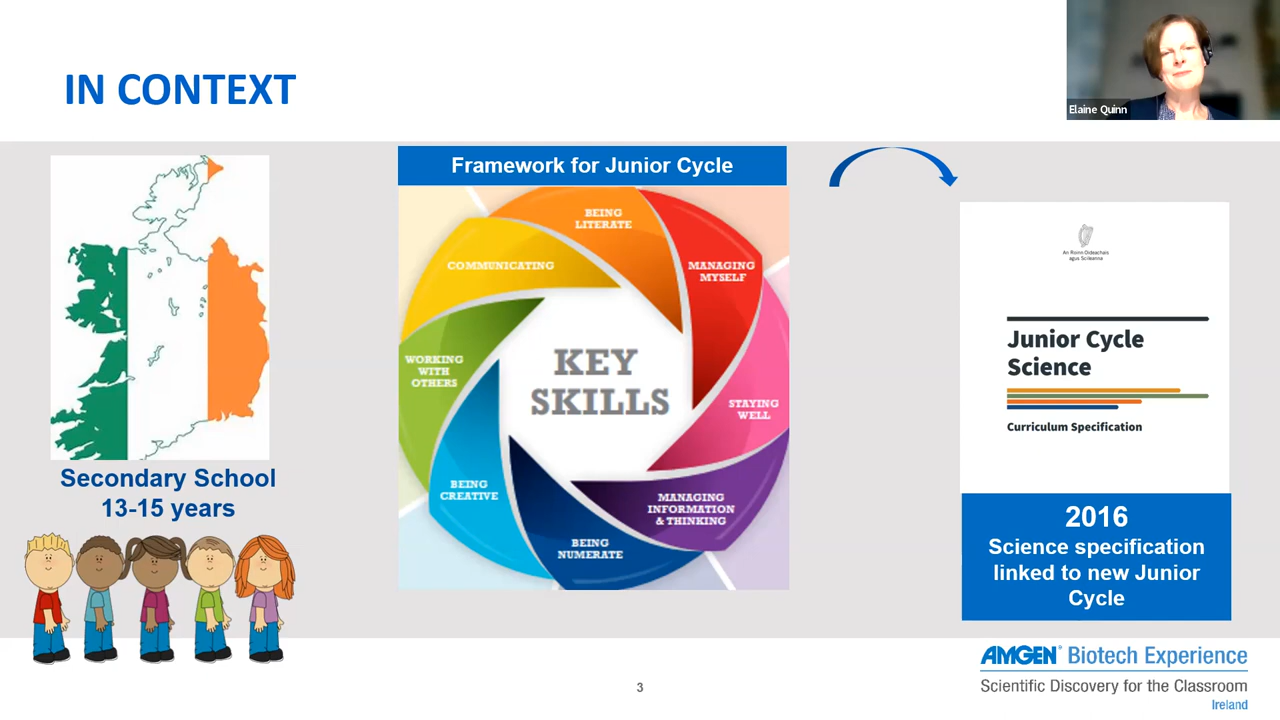 IN CONTEXT
Elaine Quinn
Framework for Junior Cycle
BEING
LITERATE
MANAGING
MYSELF
STAYING
WELL
MANAGING
INFORMATION
& THINKING
BEING
NUMERATE
BEING
CREATIVE
WORKING
WITH
OTHERS
COMMUNICATING
KEY
SKILLS
Secondary School
13-15 years
An Roinn Oideachais
agus Scileanna
Junior Cycle
Science
Curriculum Specification
2016
Science specification
linked to new Junior
Cycle
3
AMGEN® Biotech Experience
Scientific Discovery for the Classroom
Ireland